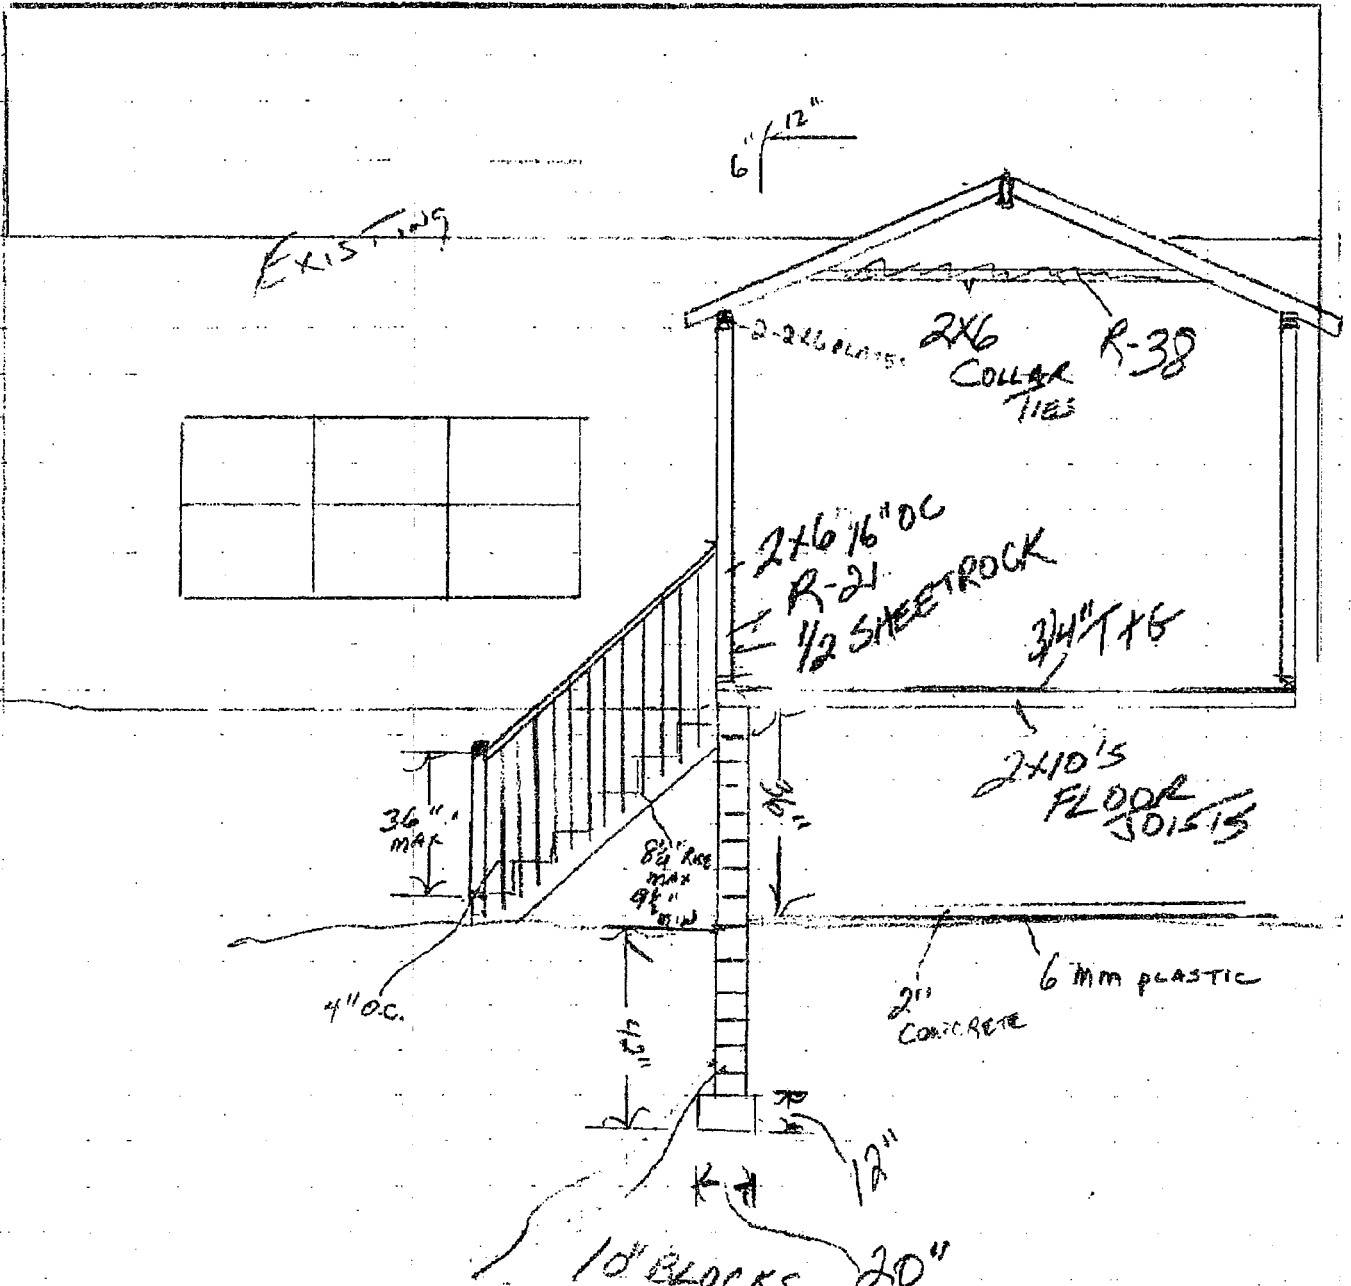 12"
6"
EXISTING
2-2x6 PLATES
2x6
COLLAR
TIES
R-38
2x6 16" OC
R-21
1/2 SHEETROCK
3/4" T+G
2x10'S
FLOOR
JOISTS
36"
MAX
36"
8 1/4" RISE
MAX
9 1/2"
MIN
4" O.C.
42"
2"
CONCRETE
6 MM PLASTIC
12"
10" BLOCKS
20"